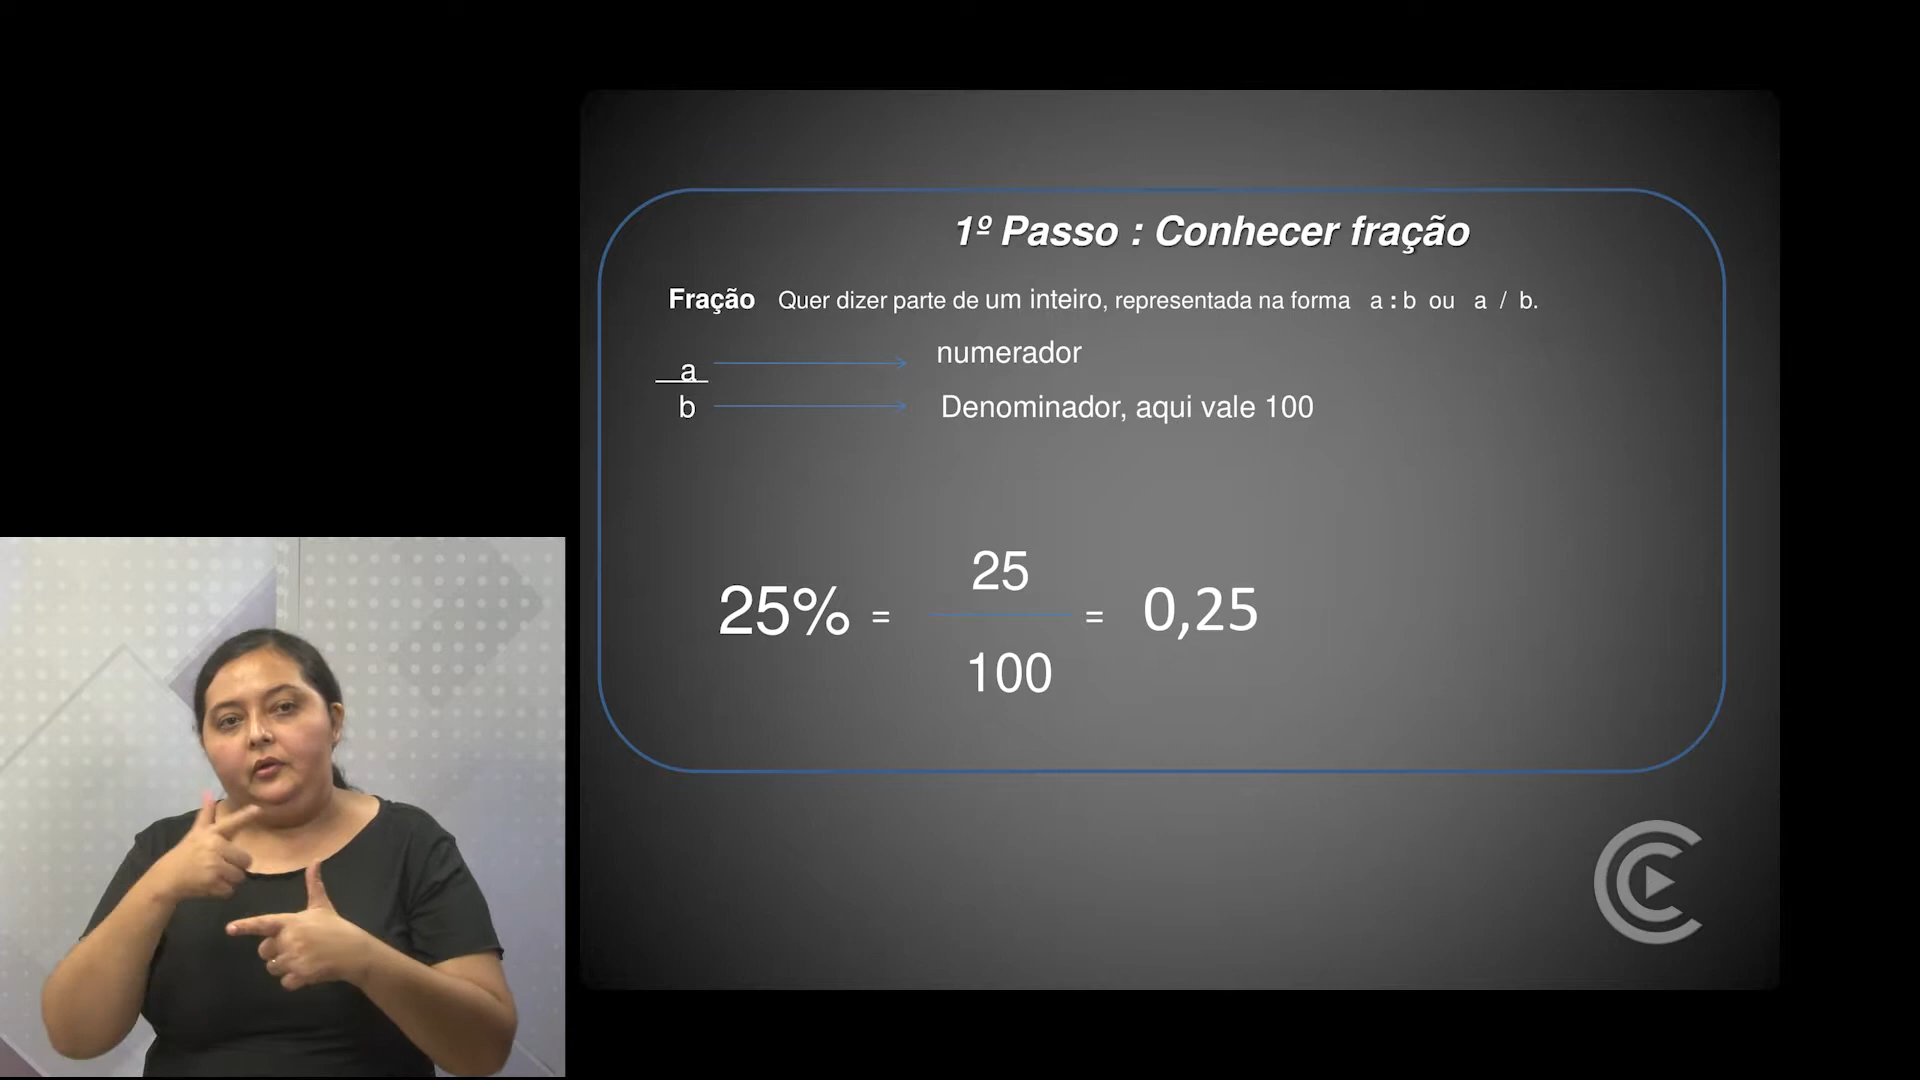 1º Passo : Conhecer fração
Fração Quer dizer parte de um inteiro, representada na forma a : b ou a / b.
a numerador
b Denominador, aqui vale 100
25% = 25 / 100 = 0,25